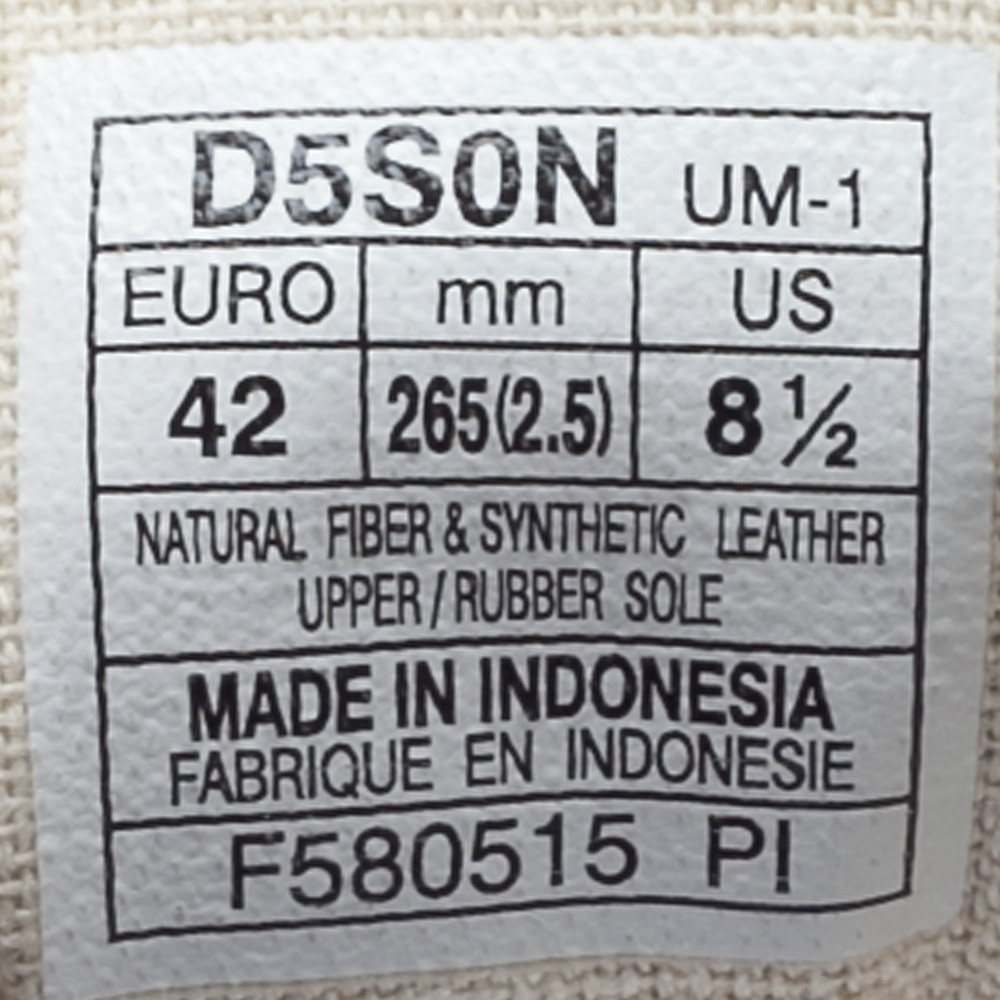 D5S0N UM-1
EURO mm US
42 265(2.5) 8 ½
NATURAL FIBER & SYNTHETIC LEATHER
UPPER / RUBBER SOLE
MADE IN INDONESIA
FABRIQUE EN INDONESIE
F580515 PI